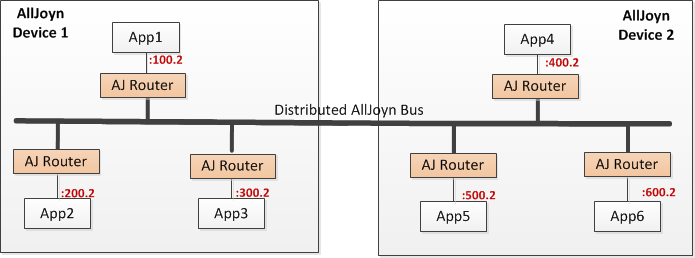 AllJoyn
Device 1
App1
:100.2
AJ Router
AllJoyn
Device 2
App4
:400.2
AJ Router
Distributed AllJoyn Bus
AJ Router
:200.2
App2
AJ Router
:300.2
App3
AJ Router
:500.2
App5
AJ Router
:600.2
App6